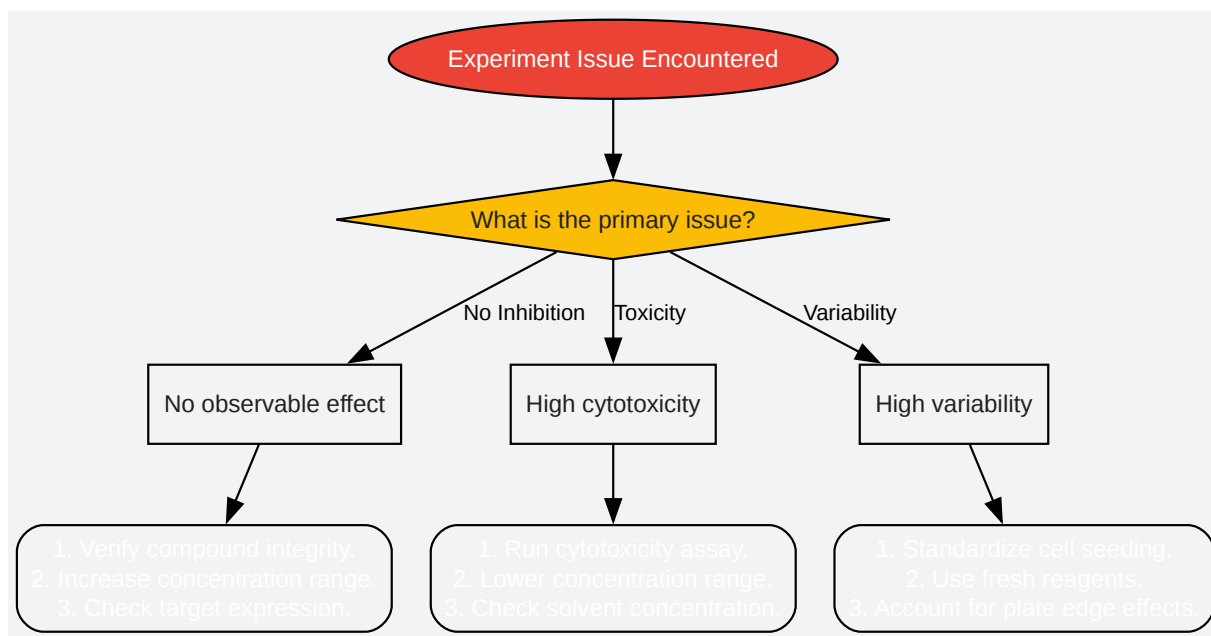 Experiment Issue Encountered
What is the primary issue?
No Inhibition
Toxicity
Variability
No observable effect
High cytotoxicity
High variability
1. Verify compound integrity.
2. Increase concentration range.
3. Check target expression.
1. Run cytotoxicity assay.
2. Lower concentration range.
3. Check solvent concentration.
1. Standardize cell seeding.
2. Use fresh reagents.
3. Account for plate edge effects.